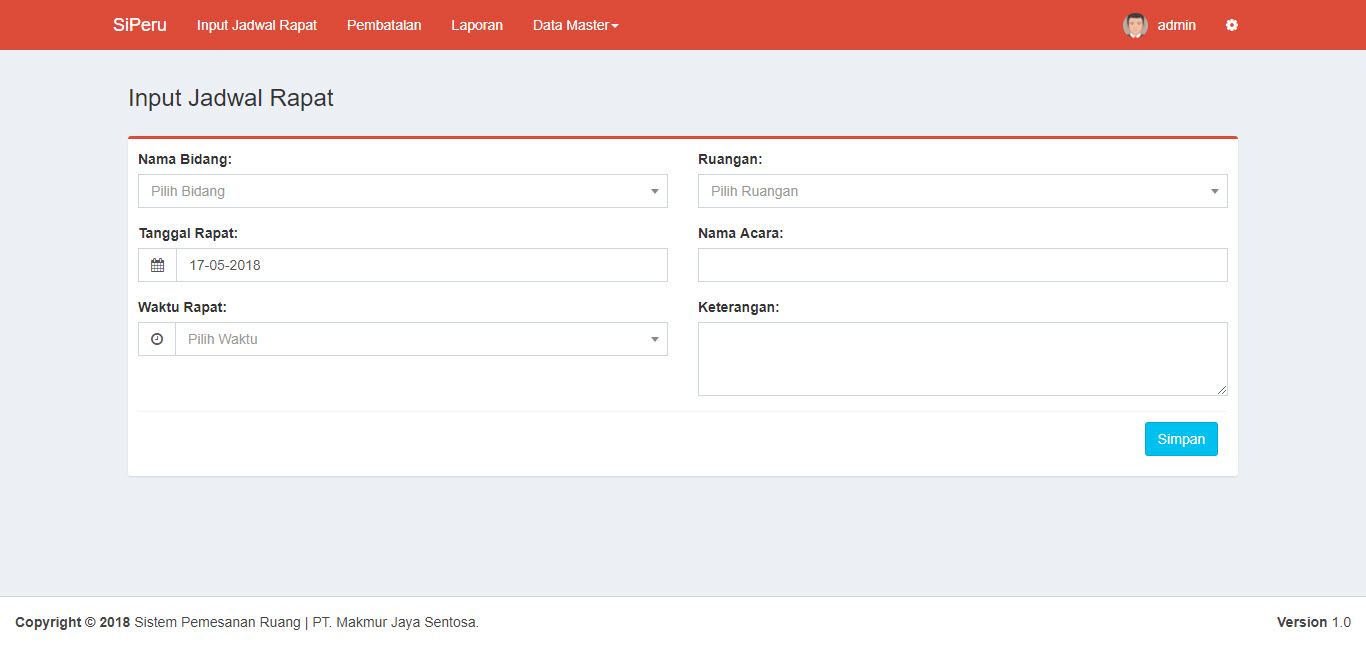 SiPeru Input Jadwal Rapat Pembatalan Laporan Data Master admin
Input Jadwal Rapat
Nama Bidang: Ruangan:
Pilih Bidang Pilih Ruangan
Tanggal Rapat: Nama Acara:
17-05-2018
Waktu Rapat: Keterangan:
Pilih Waktu
Simpan
Copyright © 2018 Sistem Pemesanan Ruang | PT. Makmur Jaya Sentosa. Version 1.0